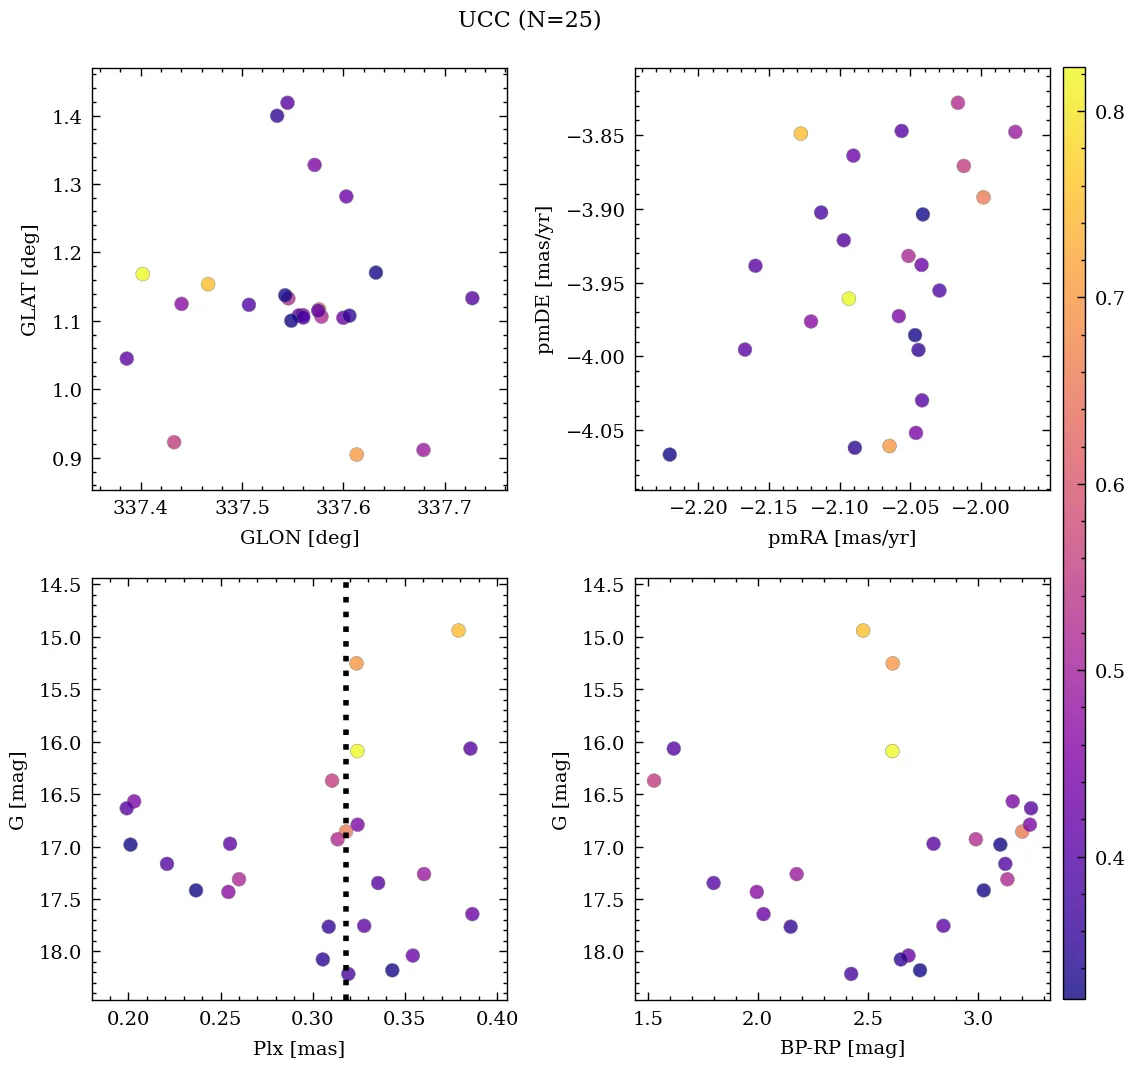 UCC (N=25)
1.4
1.3
1.2
1.1
1.0
0.9
GLAT [deg]
337.4 337.5 337.6 337.7
GLON [deg]
−3.85
−3.90
−3.95
−4.00
−4.05
pmDE [mas/yr]
−2.20 −2.15 −2.10 −2.05 −2.00
pmRA [mas/yr]
14.5
15.0
15.5
16.0
16.5
17.0
17.5
18.0
G [mag]
0.20 0.25 0.30 0.35 0.40
Plx [mas]
14.5
15.0
15.5
16.0
16.5
17.0
17.5
18.0
G [mag]
1.5 2.0 2.5 3.0
BP-RP [mag]
0.8
0.7
0.6
0.5
0.4